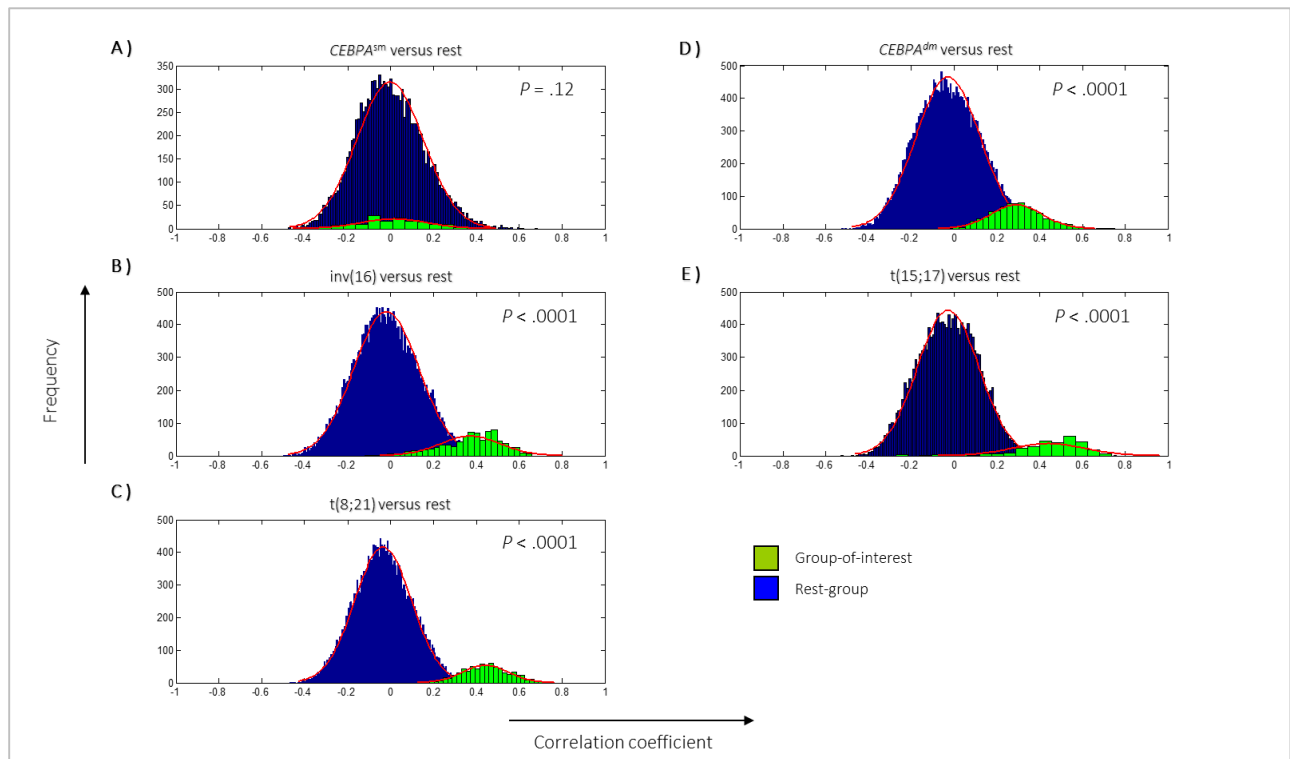 A)
CEBPAsm versus rest
P = .12
350
300
250
200
150
100
50
0
-1 -0.8 -0.6 -0.4 -0.2 0 0.2 0.4 0.6 0.8 1
B)
inv(16) versus rest
P < .0001
500
400
300
200
100
0
-1 -0.8 -0.6 -0.4 -0.2 0 0.2 0.4 0.6 0.8 1
C)
t(8;21) versus rest
P < .0001
500
400
300
200
100
0
-1 -0.8 -0.6 -0.4 -0.2 0 0.2 0.4 0.6 0.8 1
D)
CEBPAdm versus rest
P < .0001
500
400
300
200
100
0
-1 -0.8 -0.6 -0.4 -0.2 0 0.2 0.4 0.6 0.8 1
E)
t(15;17) versus rest
P < .0001
500
400
300
200
100
0
-1 -0.8 -0.6 -0.4 -0.2 0 0.2 0.4 0.6 0.8 1
Group-of-interest
Rest-group
Frequency
Correlation coefficient